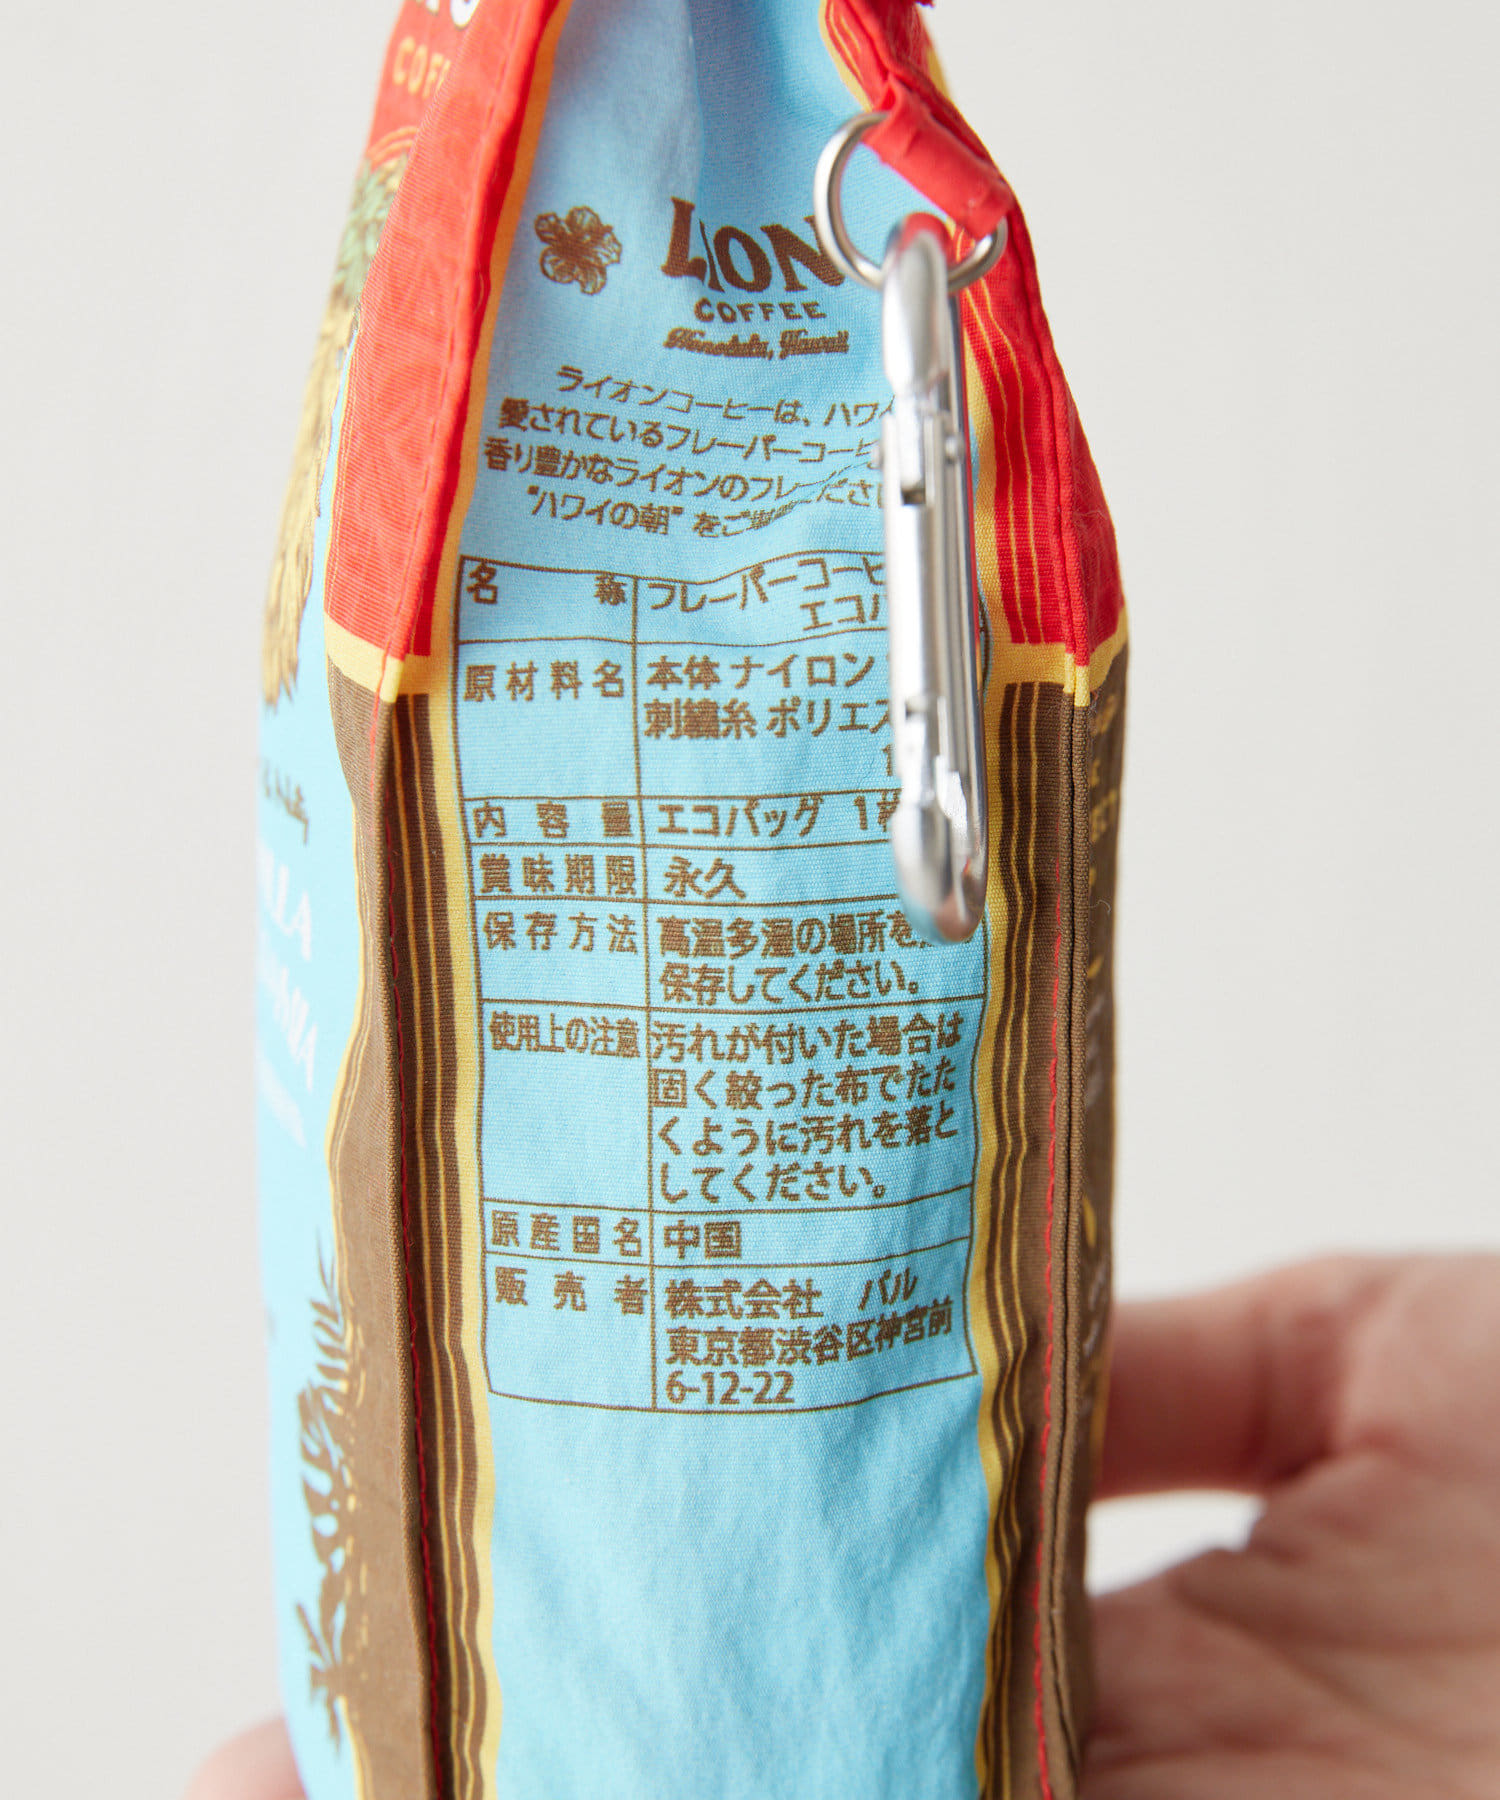 COFF
LION
COFFEE
Honolulu, Hawaii
ライオンコーヒーは、ハワイ
愛されているフレーバーコーヒ
香り豊かなライオンのフレ ださい
"ハワイの朝" をご
名称 フレーバーコーヒ
エコバ
原材料名 本体 ナイロン
刺繍糸 ポリエス
1
内容量 エコバッグ 1
賞味期限 永久
保存方法 高温多湿の場所を
保存してください。
使用上の注意 汚れが付いた場合は
固く絞った布でたた
くように汚れを落と
してください。
原産国名 中国
販売者 株式会社 パル
東京都渋谷区神宮前
6-12-22